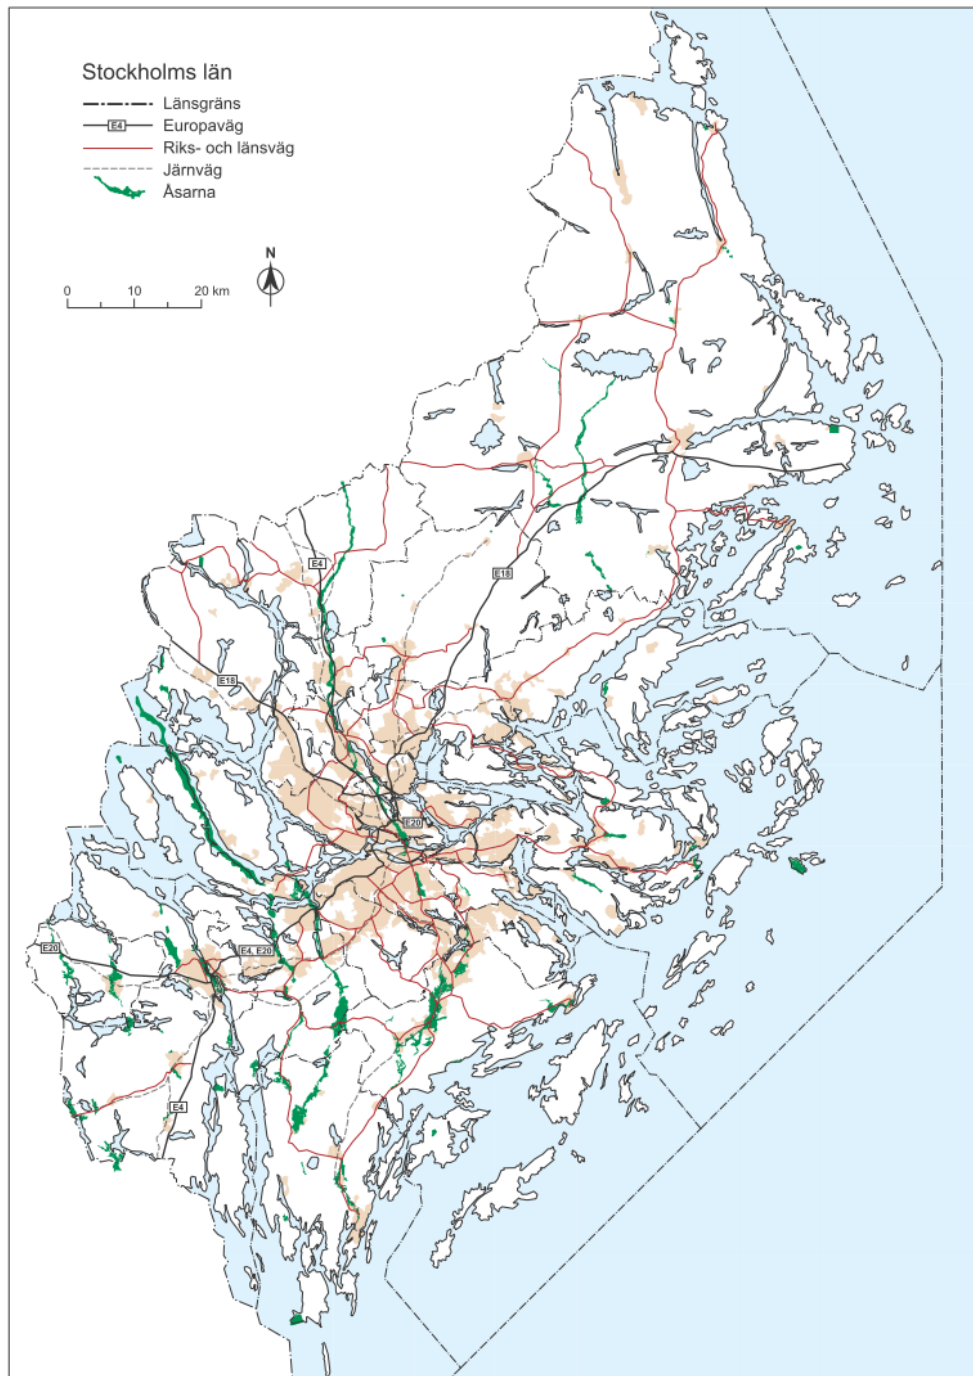 Stockholms län
Länsgräns
E4 Europaväg
Riks- och länsväg
Järnväg
Åsarna
N
0 10 20 km
E4
E18
E18
E20
E20
E4, E20
E4